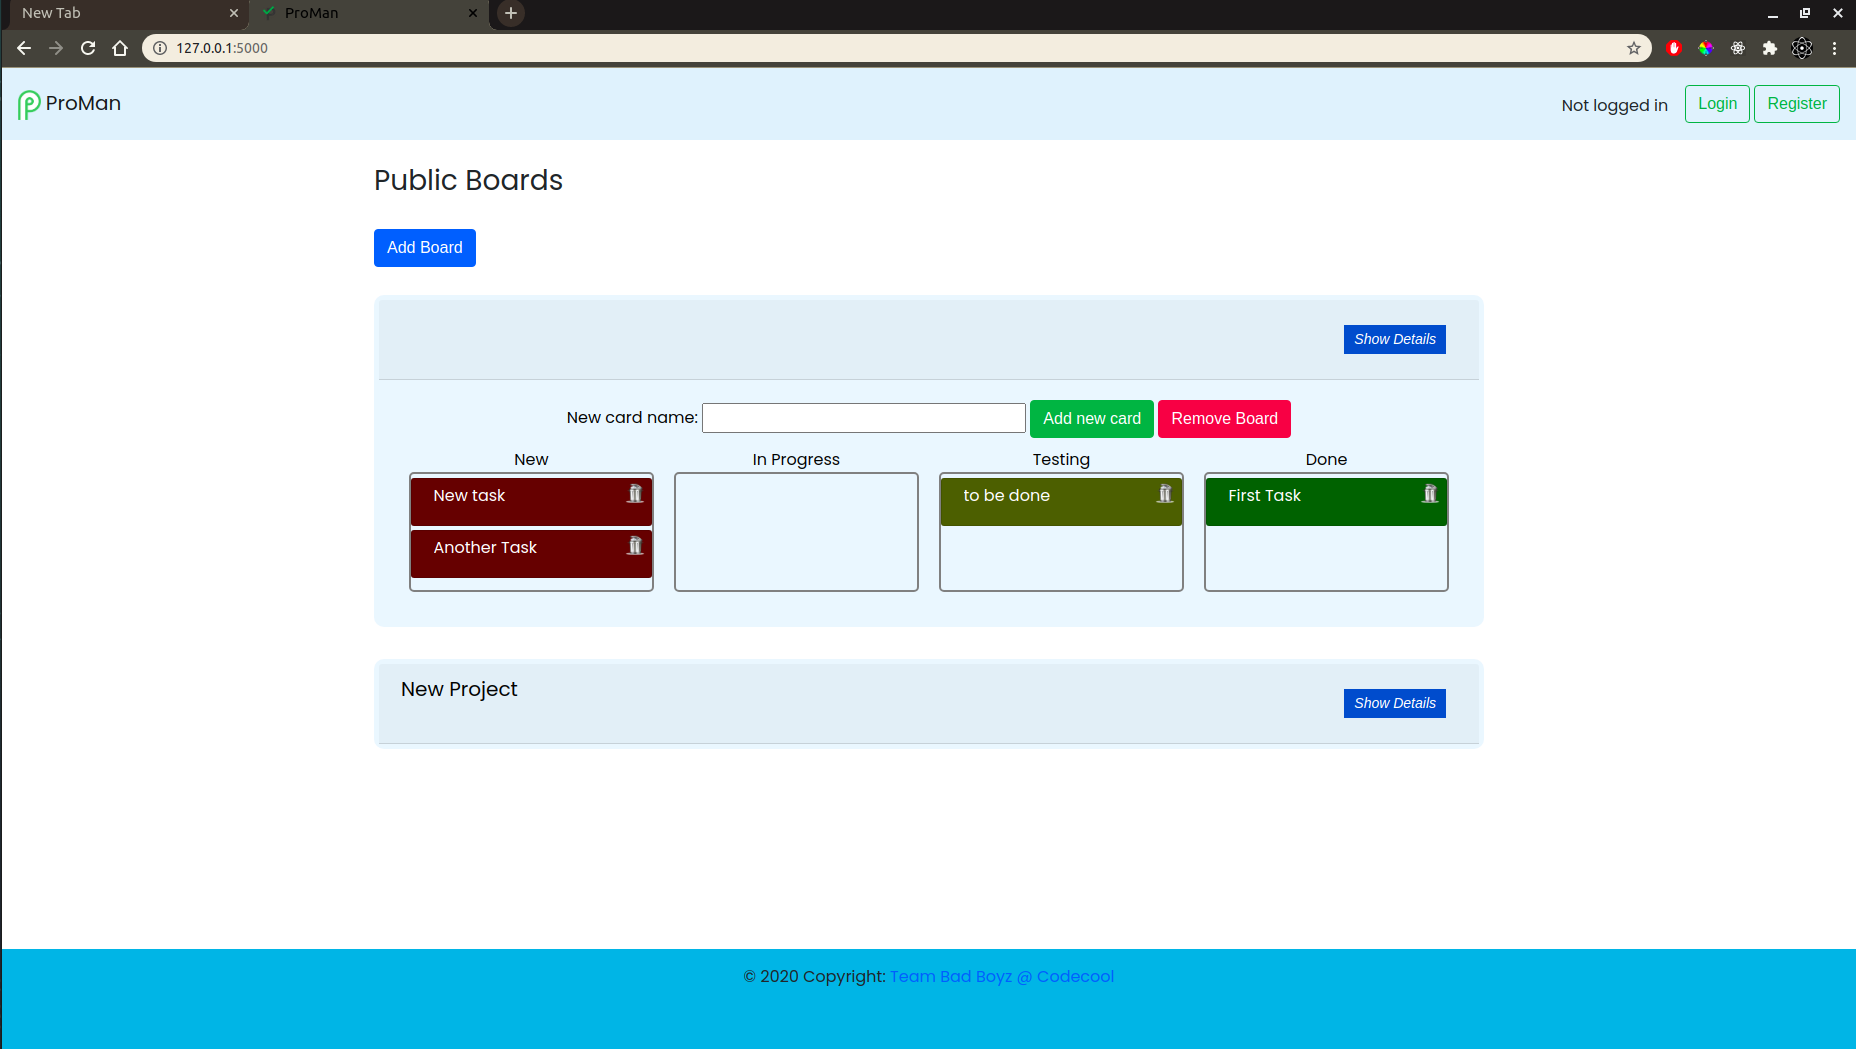 New Tab
ProMan
127.0.0.1:5000
ProMan
Not logged in
Login
Register
Public Boards
Add Board
Show Details
New card name:
Add new card
Remove Board
New
In Progress
Testing
Done
New task
to be done
First Task
Another Task
New Project
Show Details
© 2020 Copyright: Team Bad Boyz @ Codecool